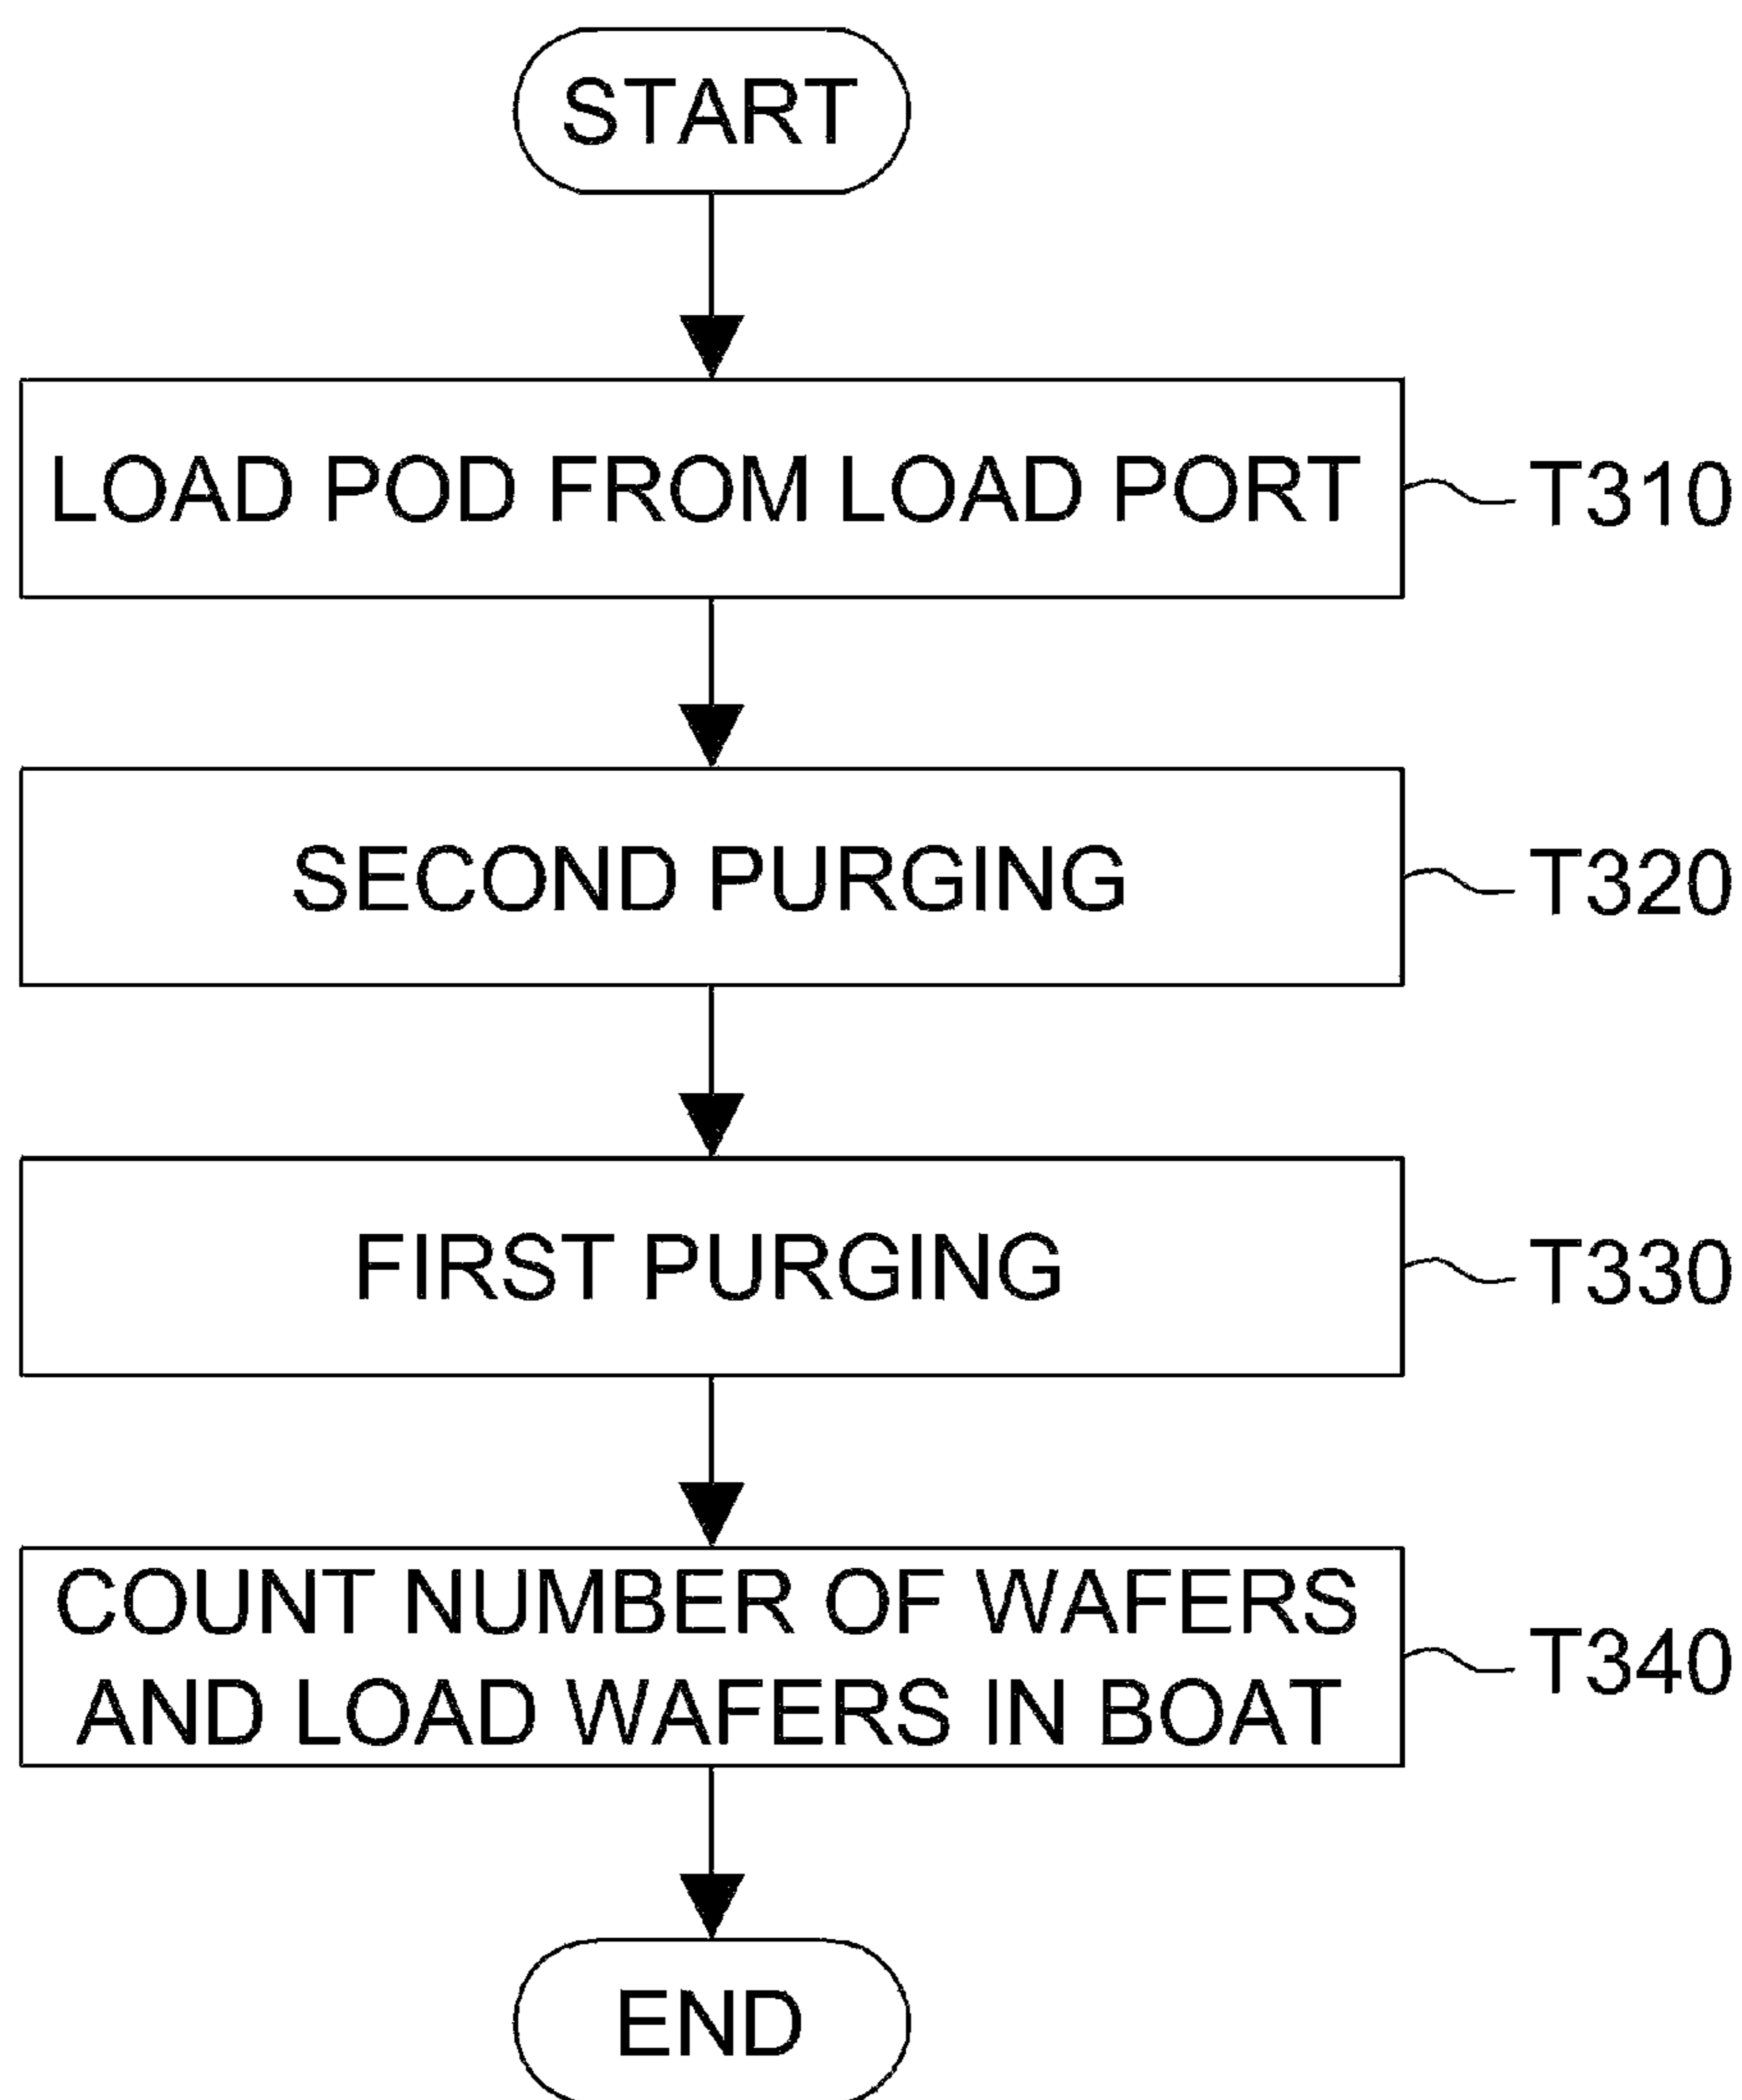 START
LOAD POD FROM LOAD PORT
T310
SECOND PURGING
T320
FIRST PURGING
T330
COUNT NUMBER OF WAFERS
AND LOAD WAFERS IN BOAT
T340
END